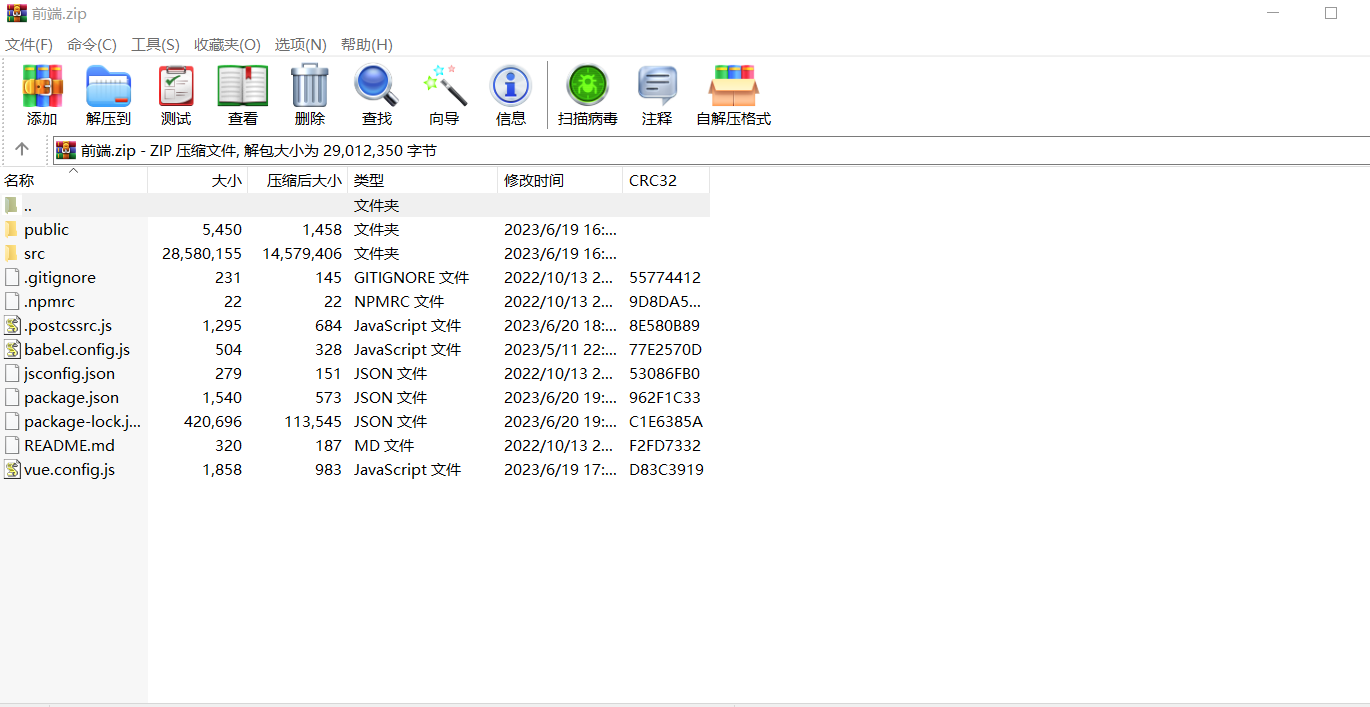 前端.zip
文件(F) 命令(C) 工具(S) 收藏夹(O) 选项(N) 帮助(H)
添加 解压到 测试 查看 删除 查找 向导 信息 扫描病毒 注释 自解压格式
前端.zip - ZIP 压缩文件, 解包大小为 29,012,350 字节
名称 大小 压缩后大小 类型 修改时间 CRC32
.. 文件夹
public 5,450 1,458 文件夹 2023/6/19 16:...
src 28,580,155 14,579,406 文件夹 2023/6/19 16:...
.gitignore 231 145 GITIGNORE 文件 2022/10/13 2... 55774412
.npmrc 22 22 NPMRC 文件 2022/10/13 2... 9D8DA5...
.postcssrc.js 1,295 684 JavaScript 文件 2023/6/20 18:... 8E580B89
babel.config.js 504 328 JavaScript 文件 2023/5/11 22:... 77E2570D
jsconfig.json 279 151 JSON 文件 2022/10/13 2... 53086FB0
package.json 1,540 573 JSON 文件 2023/6/20 19:... 962F1C33
package-lock.j... 420,696 113,545 JSON 文件 2023/6/20 19:... C1E6385A
README.md 320 187 MD 文件 2022/10/13 2... F2FD7332
vue.config.js 1,858 983 JavaScript 文件 2023/6/19 17:... D83C3919